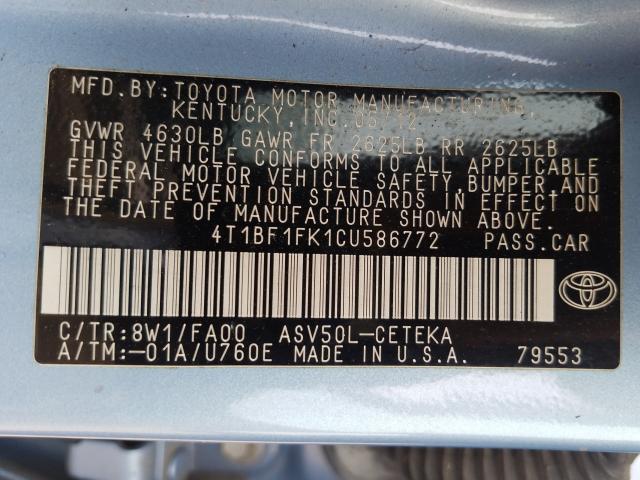 MFD. BY: TOYOTA MOTOR MANUFACTURING,
KENTUCKY, INC. 06/12
GVWR 4630LB GAWR FR 2625LB RR 2625LB
THIS VEHICLE CONFORMS TO ALL APPLICABLE
FEDERAL MOTOR VEHICLE SAFETY, BUMPER, AND
THEFT PREVENTION STANDARDS IN EFFECT ON
THE DATE OF MANUFACTURE SHOWN ABOVE.
4T1BF1FK1CU586772 PASS. CAR
C/TR: 8W1/FA00 ASV50L-CETEKA
A/TM: -01A/U760E MADE IN U.S.A. 79553